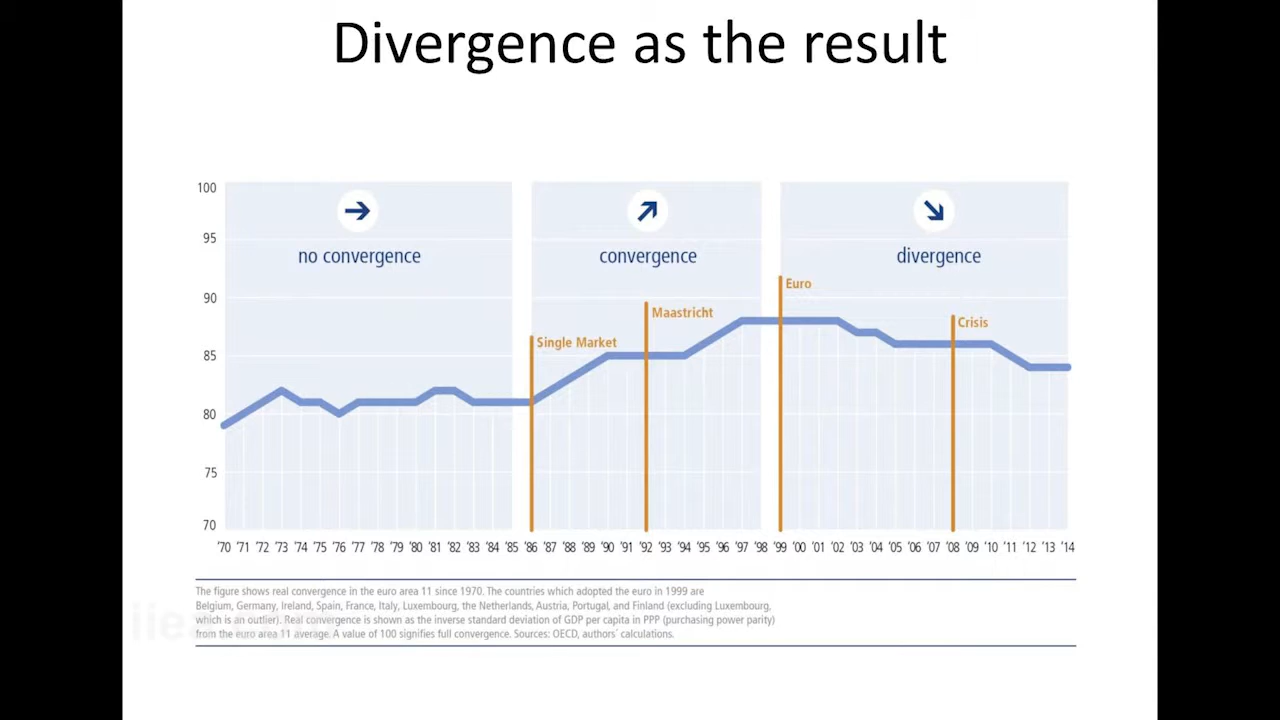 Divergence as the result
100
95
90
85
80
75
70
no convergence
convergence
divergence
Single Market
Maastricht
Euro
Crisis
'70 '71 '72 '73 '74 '75 '76 '77 '78 '79 '80 '81 '82 '83 '84 '85 '86 '87 '88 '89 '90 '91 '92 '93 '94 '95 '96 '97 '98 '99 '00 '01 '02 '03 '04 '05 '06 '07 '08 '09 '10 '11 '12 '13 '14
The figure shows real convergence in the euro area 11 since 1970. The countries which adopted the euro in 1999 are
Belgium, Germany, Ireland, Spain, France, Italy, Luxembourg, the Netherlands, Austria, Portugal, and Finland (excluding Luxembourg,
which is an outlier). Real convergence is shown as the inverse standard deviation of GDP per capita in PPP (purchasing power parity)
from the euro area 11 average. A value of 100 signifies full convergence. Sources: OECD, authors´ calculations.